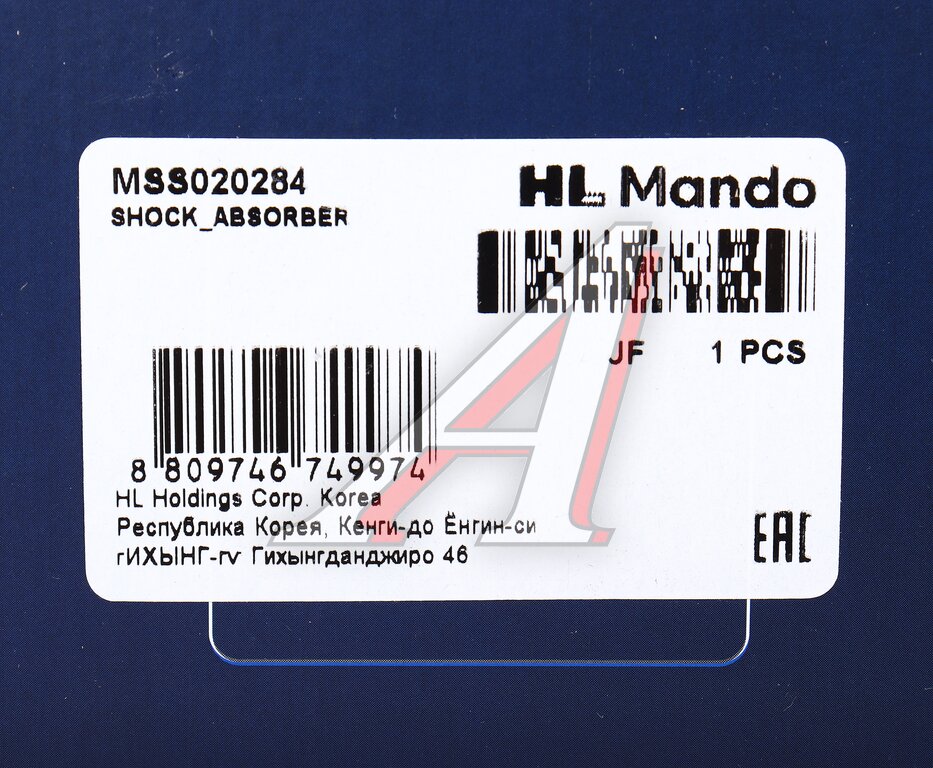 MSS020284
SHOCK_ABSORBER
HL Mando
JF 1 PCS
8 809746 749974
HL Holdings Corp. Korea
Республика Корея, Кенги-до Ёнгин-си
гИХЫНГ-гv Гихынгданджиро 46
EAC